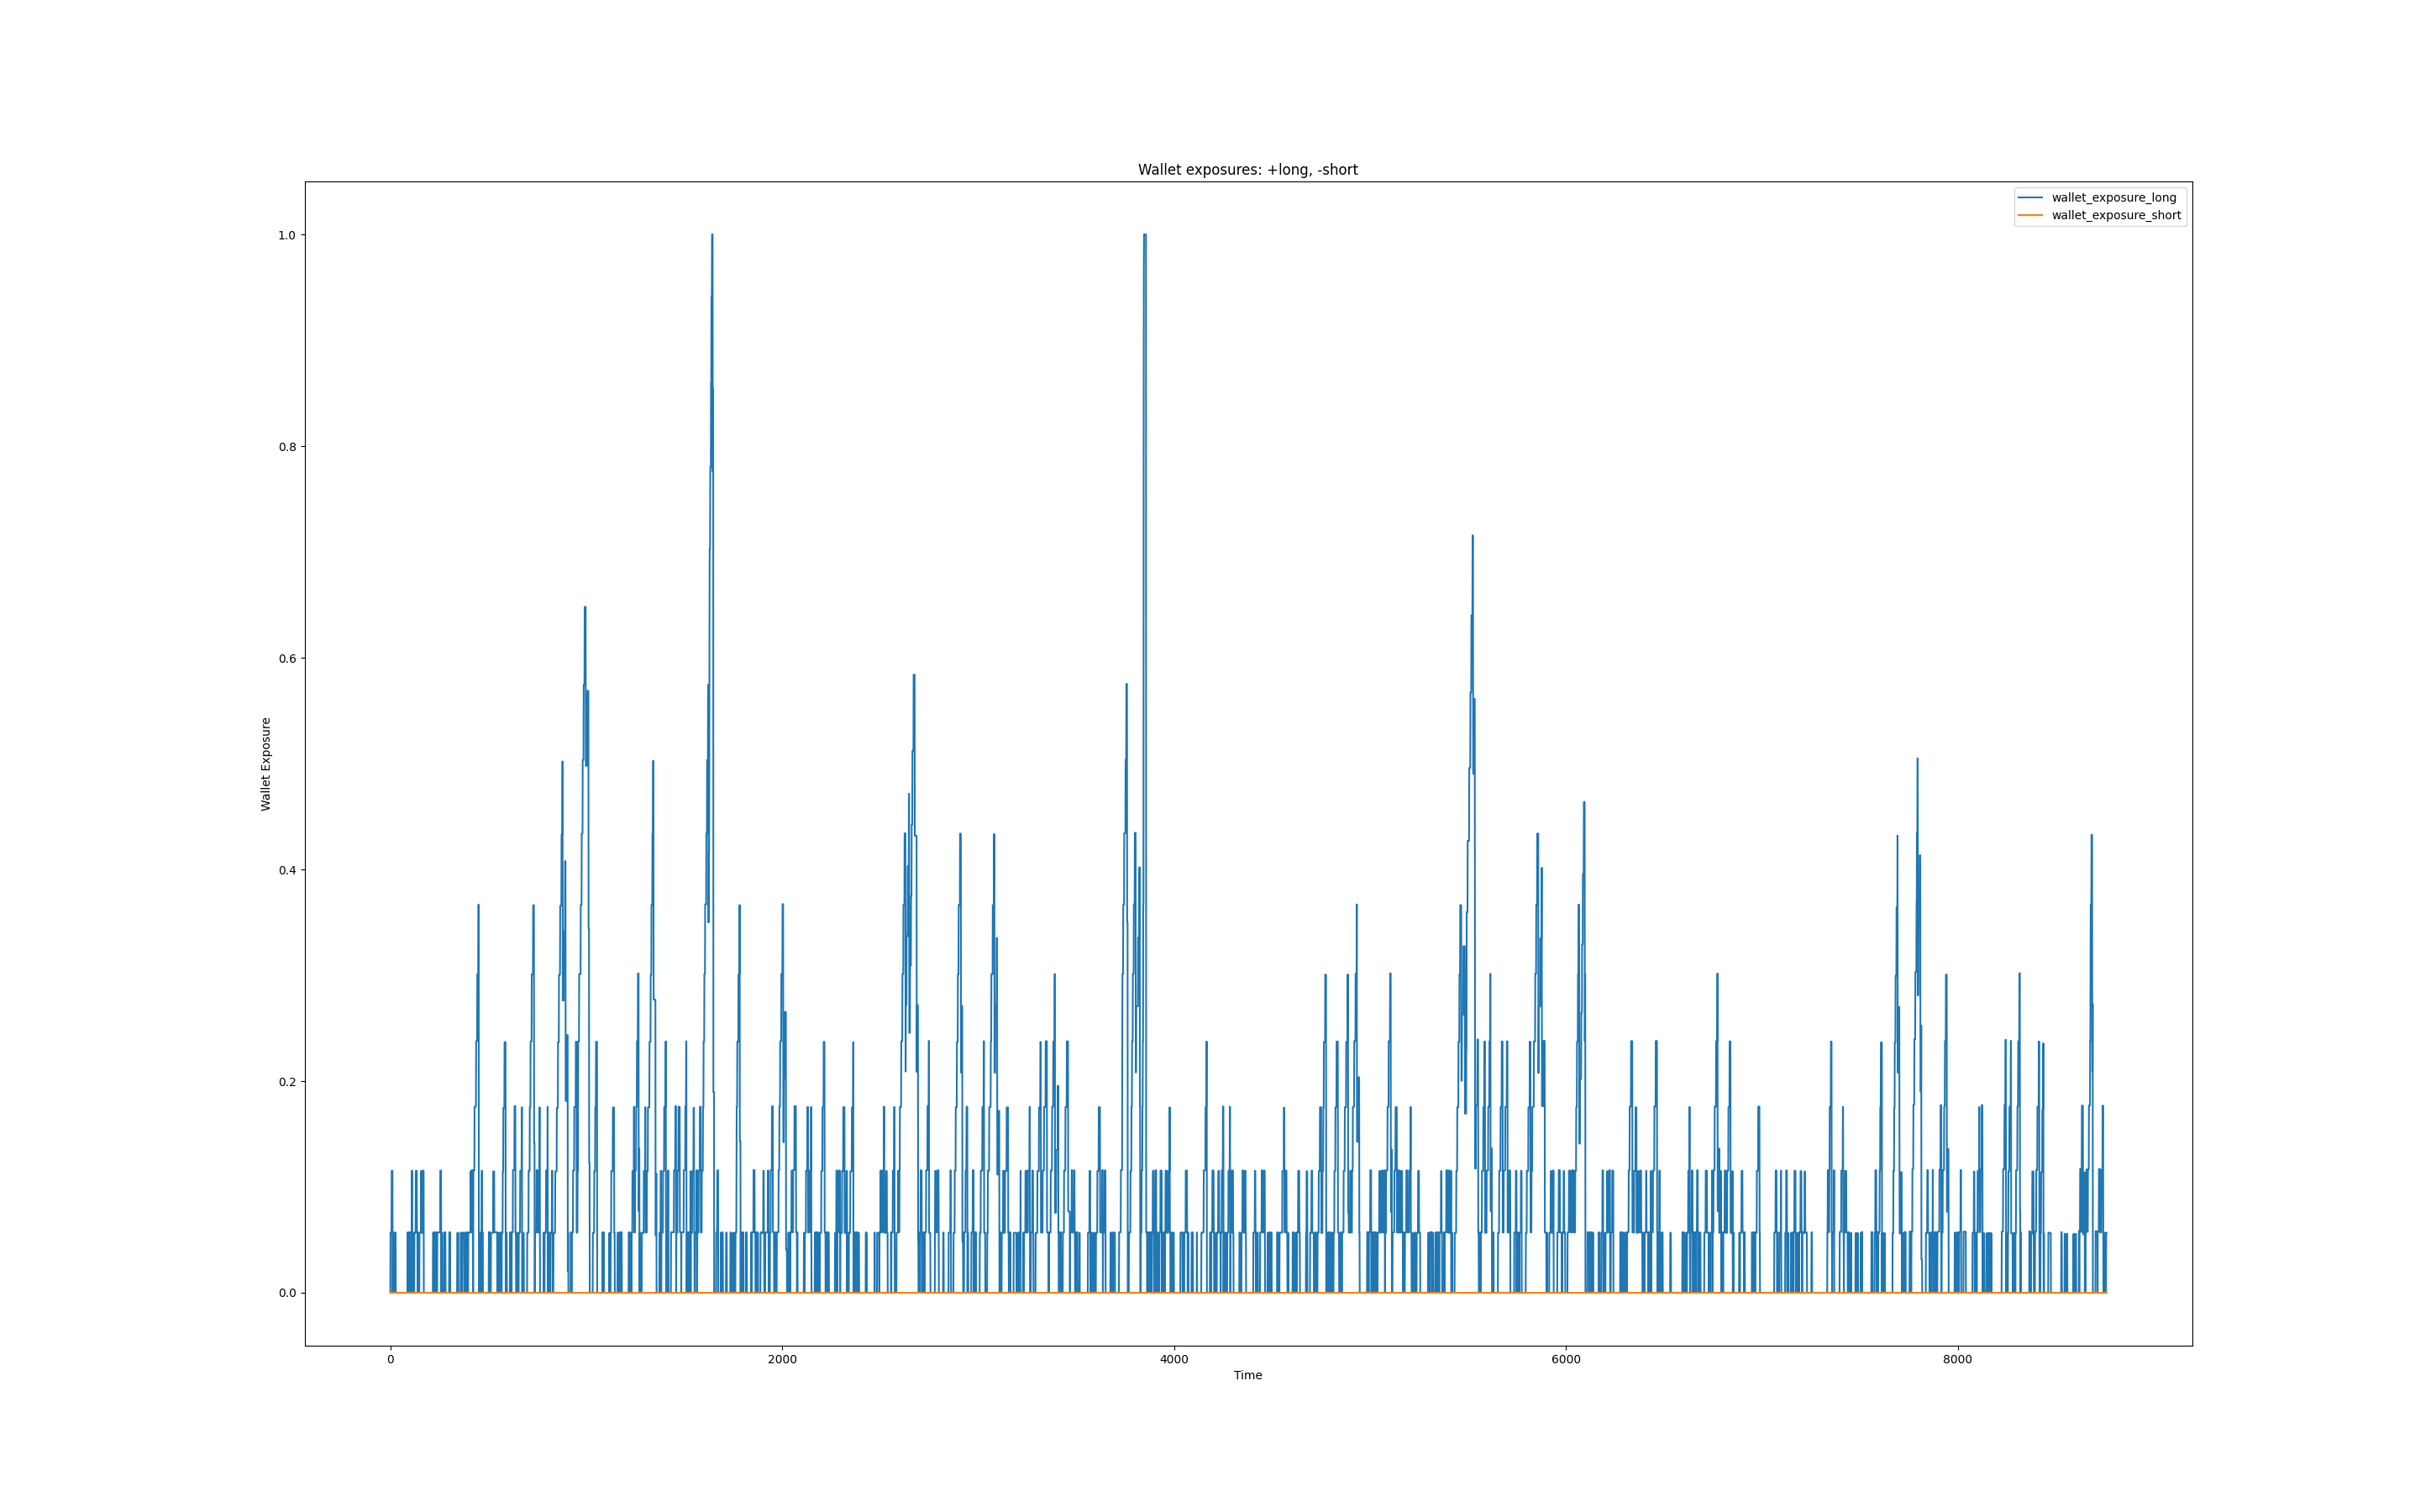 Wallet exposures: +long, -short
wallet_exposure_long
wallet_exposure_short
1.0
0.8
0.6
0.4
0.2
0.0
Wallet Exposure
0 2000 4000 6000 8000
Time